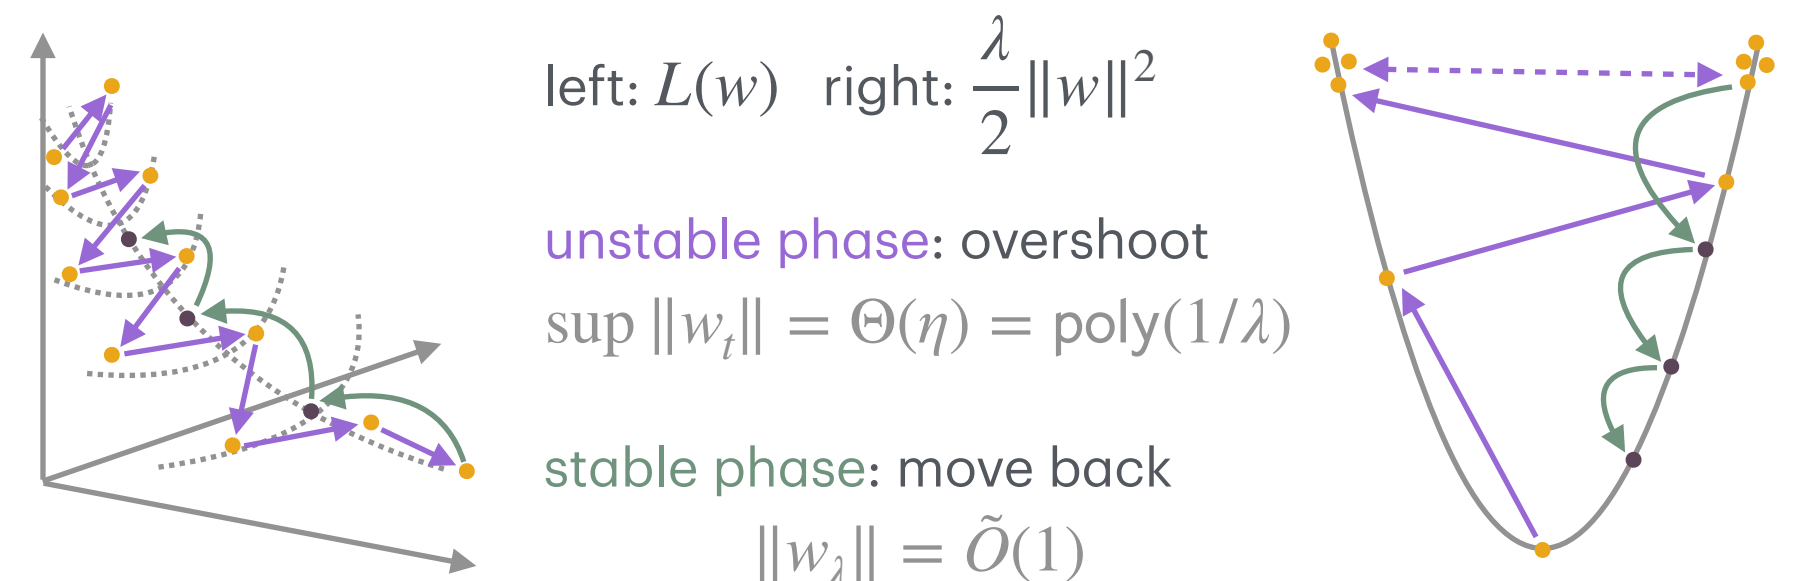 left: L(w) right: λ/2 ‖w‖²
unstable phase: overshoot
sup ‖w_t‖ = Θ(η) = poly(1/λ)
stable phase: move back
‖w_λ‖ = Õ(1)